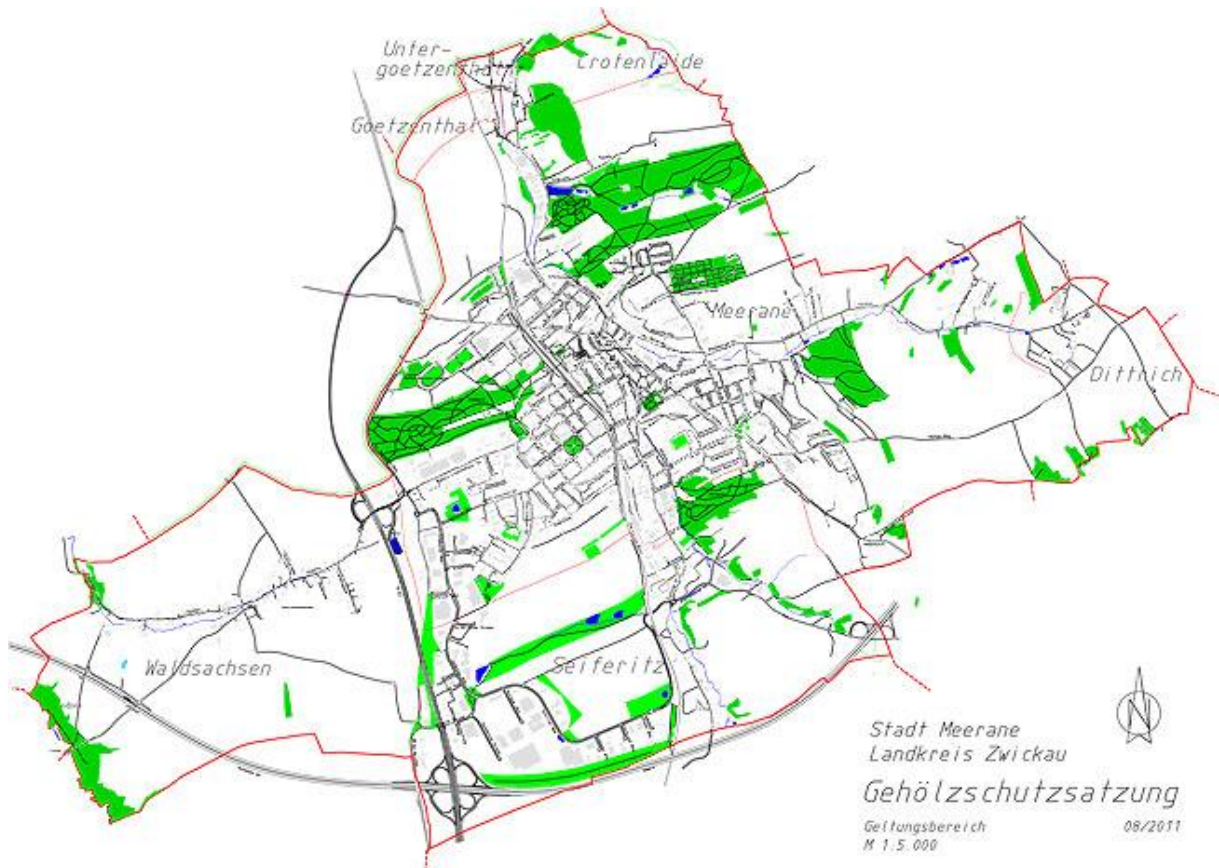 Unter-
goetzenthal
Crotenlaide
Goetzenthal
Meerane
Dittrich
Waldsachsen
Seiferitz
N
Stadt Meerane
Landkreis Zwickau
Gehölzschutzsatzung
Geltungsbereich 08/2011
M 1:5.000